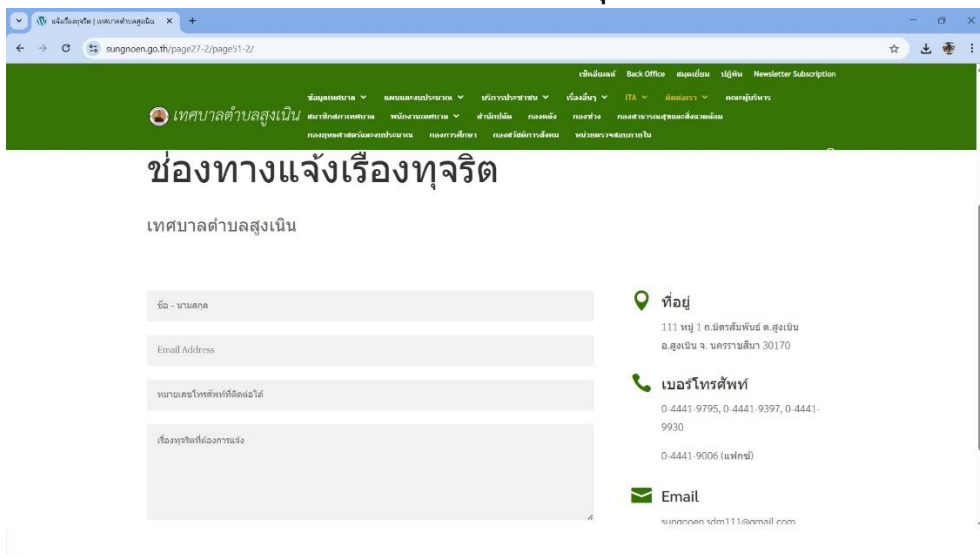 แจ้งเรื่องทุจริต | เทศบาลตำบลสูงเนิน
sungnoen.go.th/page27-2/page51-2/
เช็คอีเมลล์ Back Office สมุดเยี่ยม ปฏิทิน Newsletter Subscription
ข้อมูลเทศบาล แผนและงบประมาณ บริการประชาชน เรื่องอื่นๆ ITA ติดต่อเรา คณะผู้บริหาร
เทศบาลตำบลสูงเนิน
สมาชิกสภาเทศบาล พนักงานเทศบาล สำนักปลัด กองคลัง กองช่าง กองสาธารณสุขและสิ่งแวดล้อม
กองยุทธศาสตร์และงบประมาณ กองการศึกษา กองสวัสดิการสังคม หน่วยตรวจสอบภายใน
ช่องทางแจ้งเรื่องทุจริต
เทศบาลตำบลสูงเนิน
ชื่อ - นามสกุล
Email Address
หมายเลขโทรศัพท์ที่ติดต่อได้
เรื่องทุจริตที่ต้องการแจ้ง
ที่อยู่
111 หมู่ 1 ถ.มิตรสัมพันธ์ ต.สูงเนิน
อ.สูงเนิน จ. นครราชสีมา 30170
เบอร์โทรศัพท์
0-4441-9795, 0-4441-9397, 0-4441-
9930
0-4441-9006 (แฟกซ์)
Email
sungnoen.sdm111@gmail.com